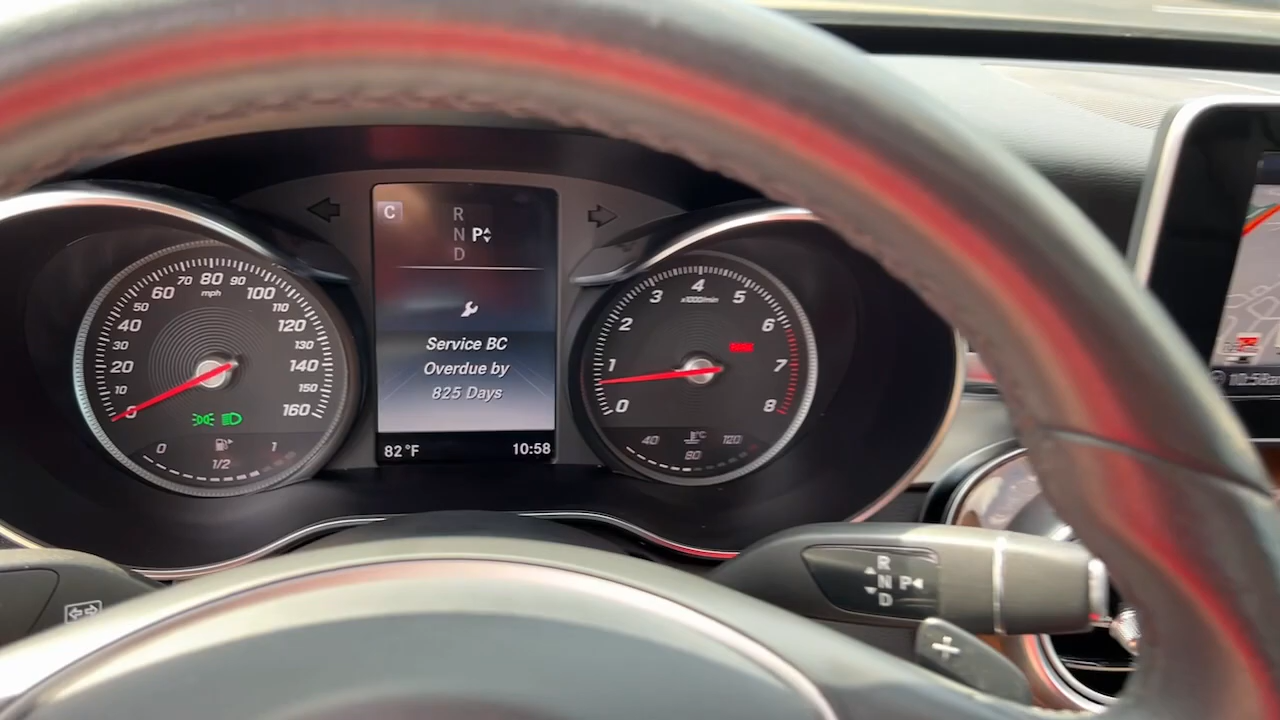 C
R
N P
D
70 80 90
60 mph 100
50 110
40 120
30 130
20 140
10 150
0 160
0 1
1/2
Service BC
Overdue by
825 Days
82°F 10:58
4
3 x1000/min 5
2 6
1 7
0 8
40 °C 120
80
R
N P
D
+